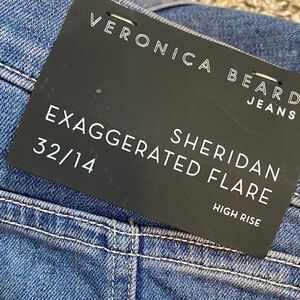 VERONICA BEARD
JEANS
SHERIDAN
EXAGGERATED FLARE
32/14
HIGH RISE